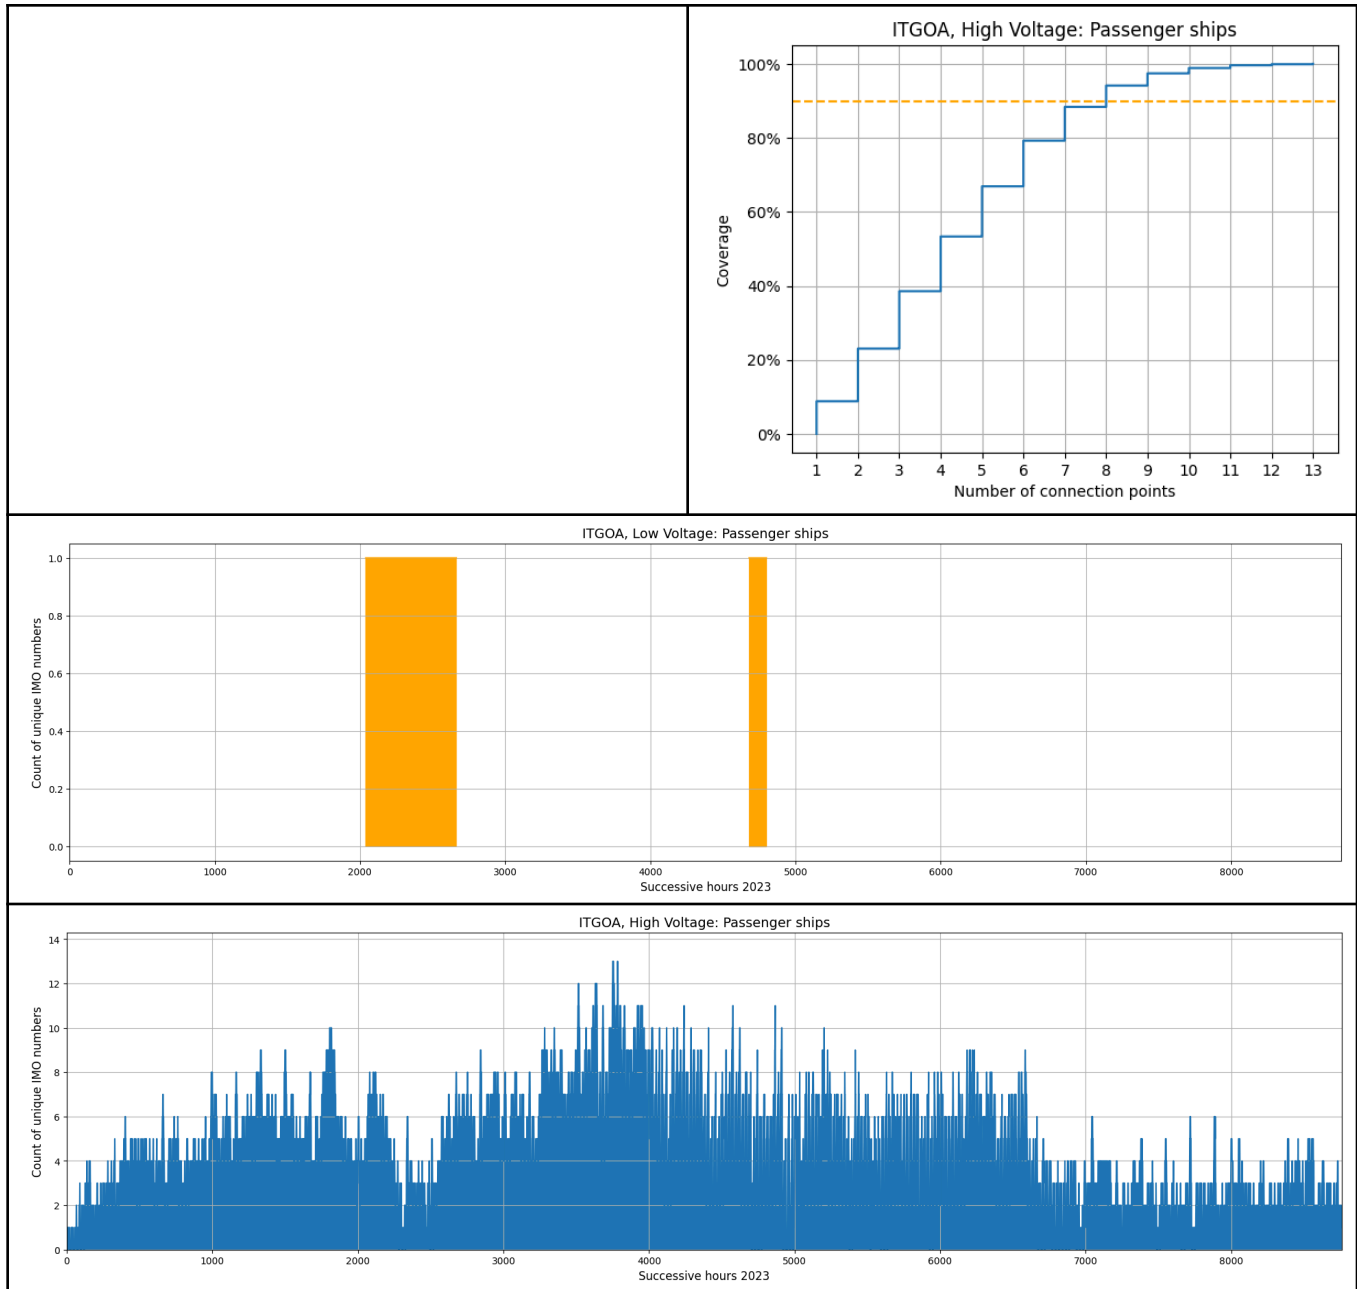 ITGOA, High Voltage: Passenger ships
100%
80%
60%
40%
20%
0%
Coverage
1 2 3 4 5 6 7 8 9 10 11 12 13
Number of connection points
ITGOA, Low Voltage: Passenger ships
1.0
0.8
0.6
0.4
0.2
0.0
Count of unique IMO numbers
0 1000 2000 3000 4000 5000 6000 7000 8000
Successive hours 2023
ITGOA, High Voltage: Passenger ships
14
12
10
8
6
4
2
0
Count of unique IMO numbers
0 1000 2000 3000 4000 5000 6000 7000 8000
Successive hours 2023